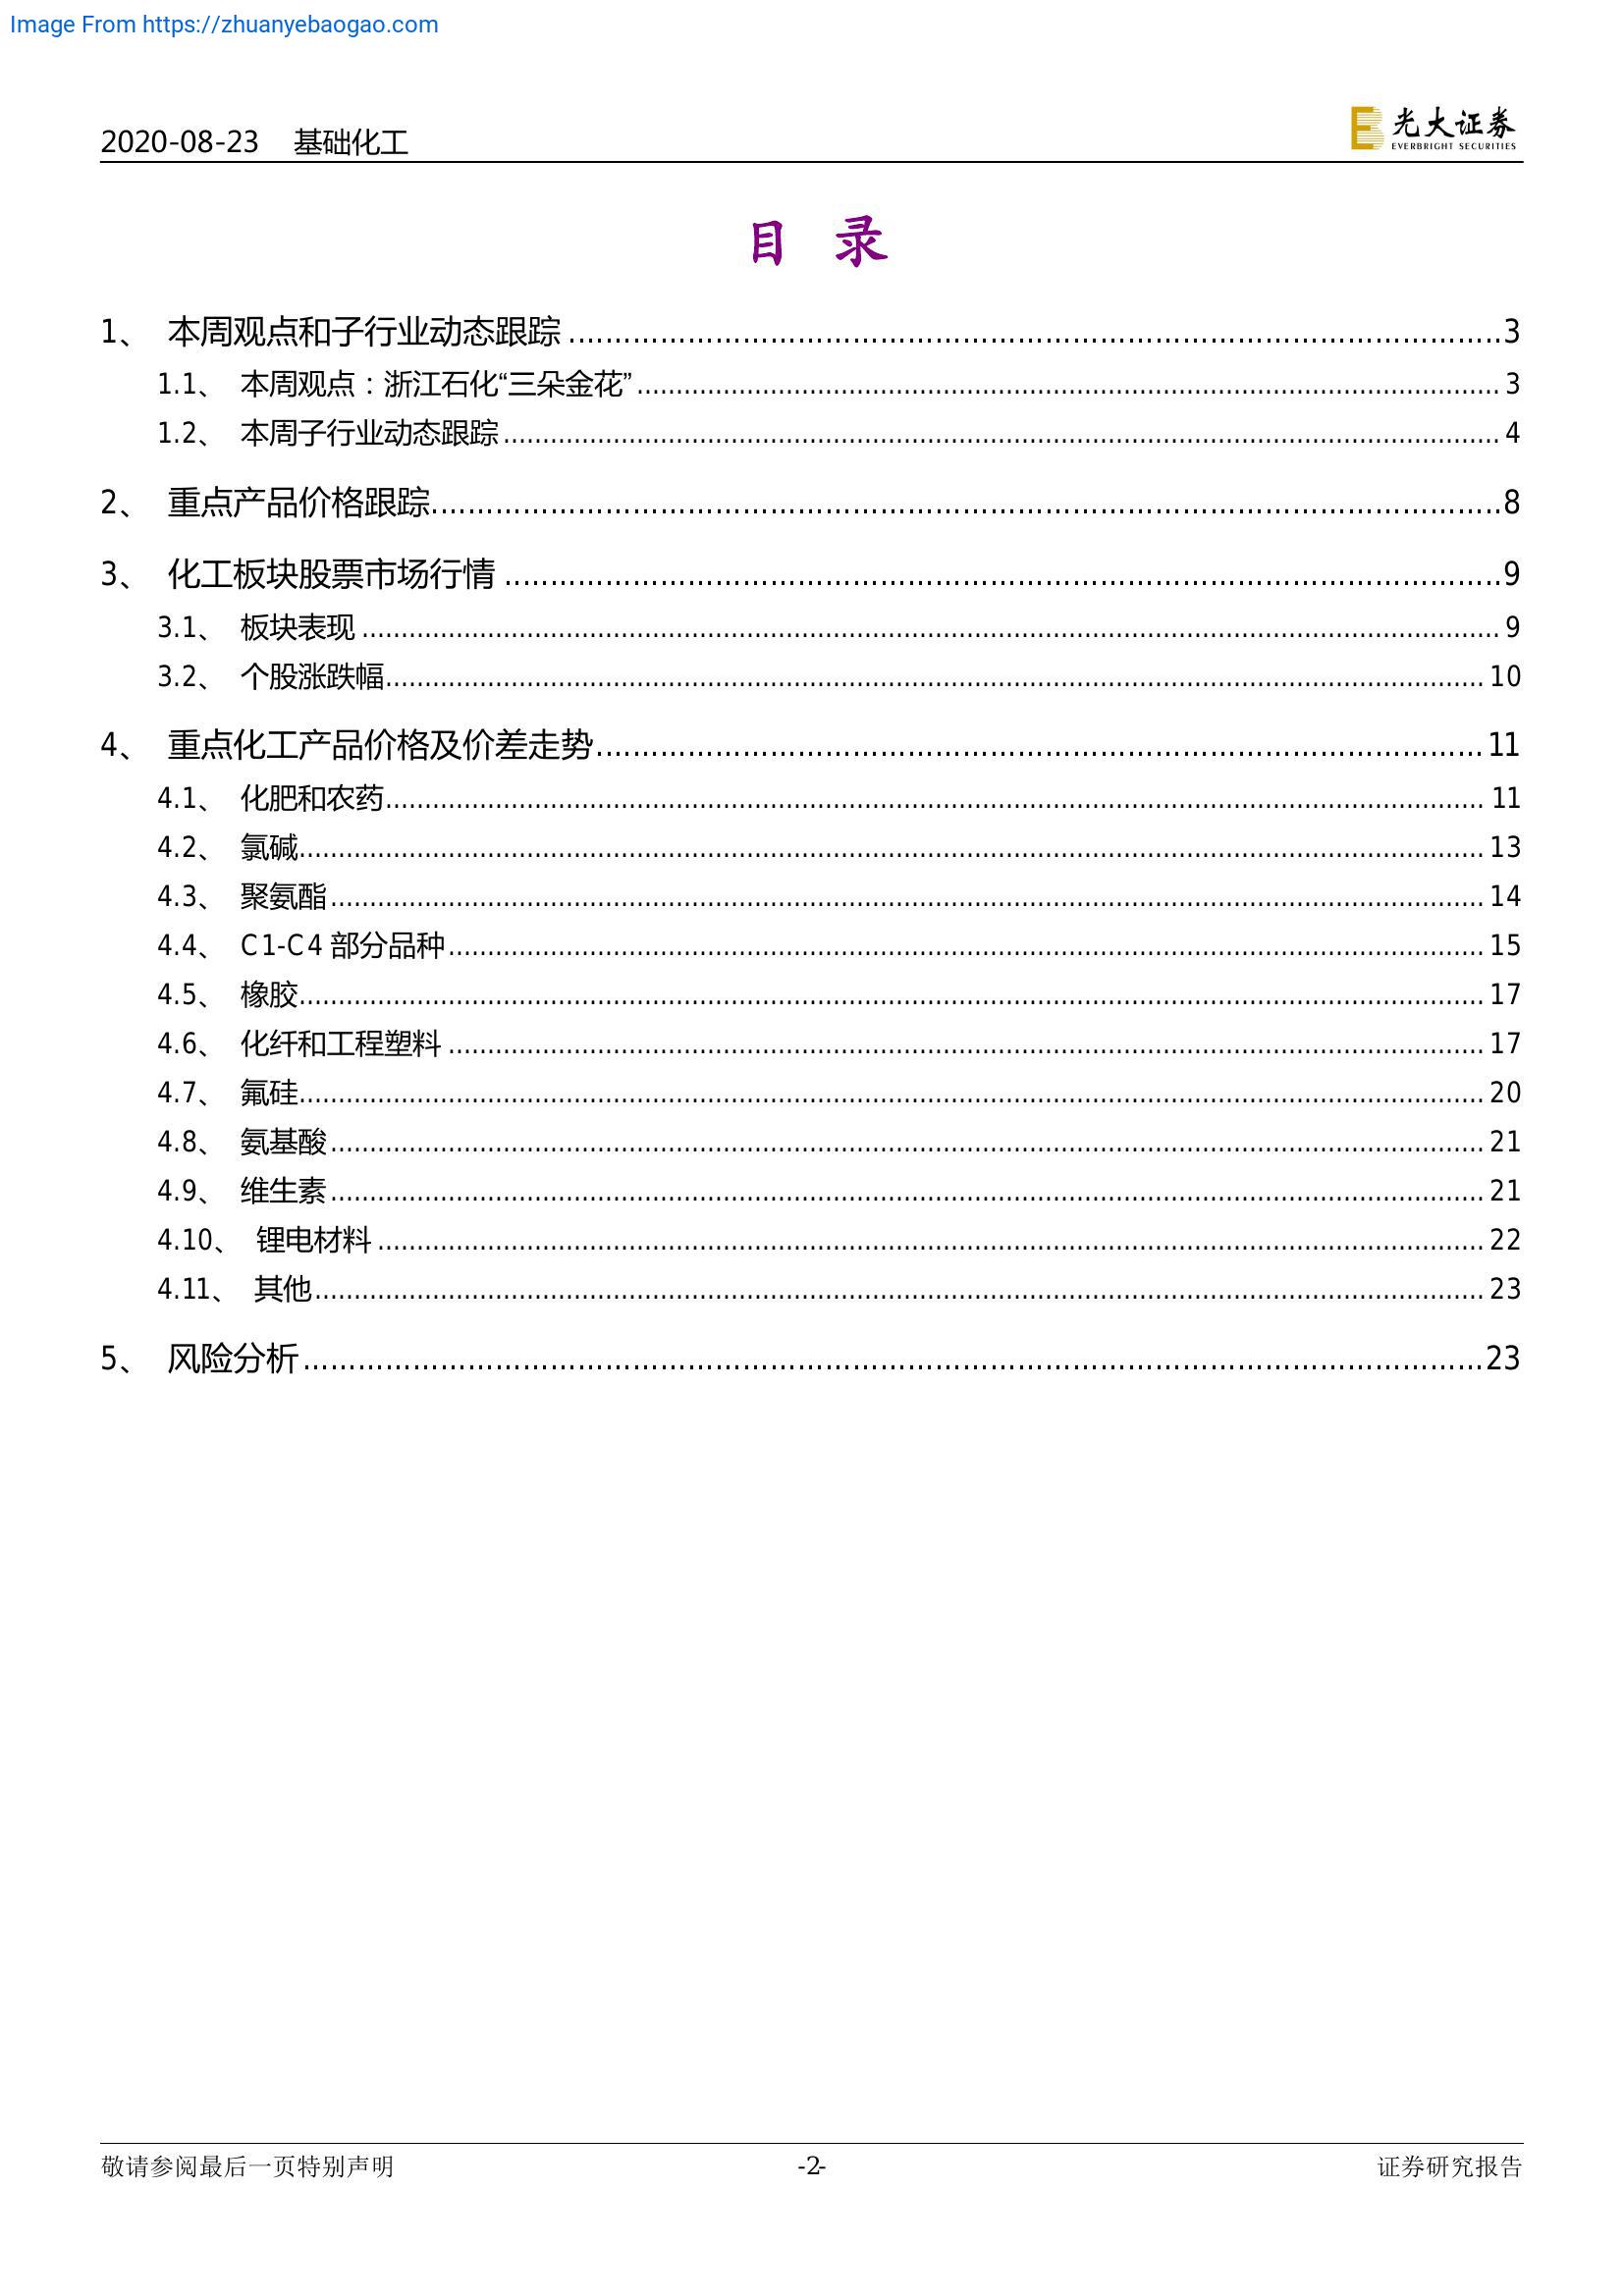 Image From https://zhuanyebaogao.com
2020-08-23 基础化工
光大证券
EVERBRIGHT SECURITIES
目 录
1、 本周观点和子行业动态跟踪 ........ 3
1.1、 本周观点：浙江石化“三朵金花” ........ 3
1.2、 本周子行业动态跟踪 ........ 4
2、 重点产品价格跟踪 ........ 8
3、 化工板块股票市场行情 ........ 9
3.1、 板块表现 ........ 9
3.2、 个股涨跌幅 ........ 10
4、 重点化工产品价格及价差走势 ........ 11
4.1、 化肥和农药 ........ 11
4.2、 氯碱 ........ 13
4.3、 聚氨酯 ........ 14
4.4、 C1-C4 部分品种 ........ 15
4.5、 橡胶 ........ 17
4.6、 化纤和工程塑料 ........ 17
4.7、 氟硅 ........ 20
4.8、 氨基酸 ........ 21
4.9、 维生素 ........ 21
4.10、 锂电材料 ........ 22
4.11、 其他 ........ 23
5、 风险分析 ........ 23
敬请参阅最后一页特别声明 -2- 证券研究报告